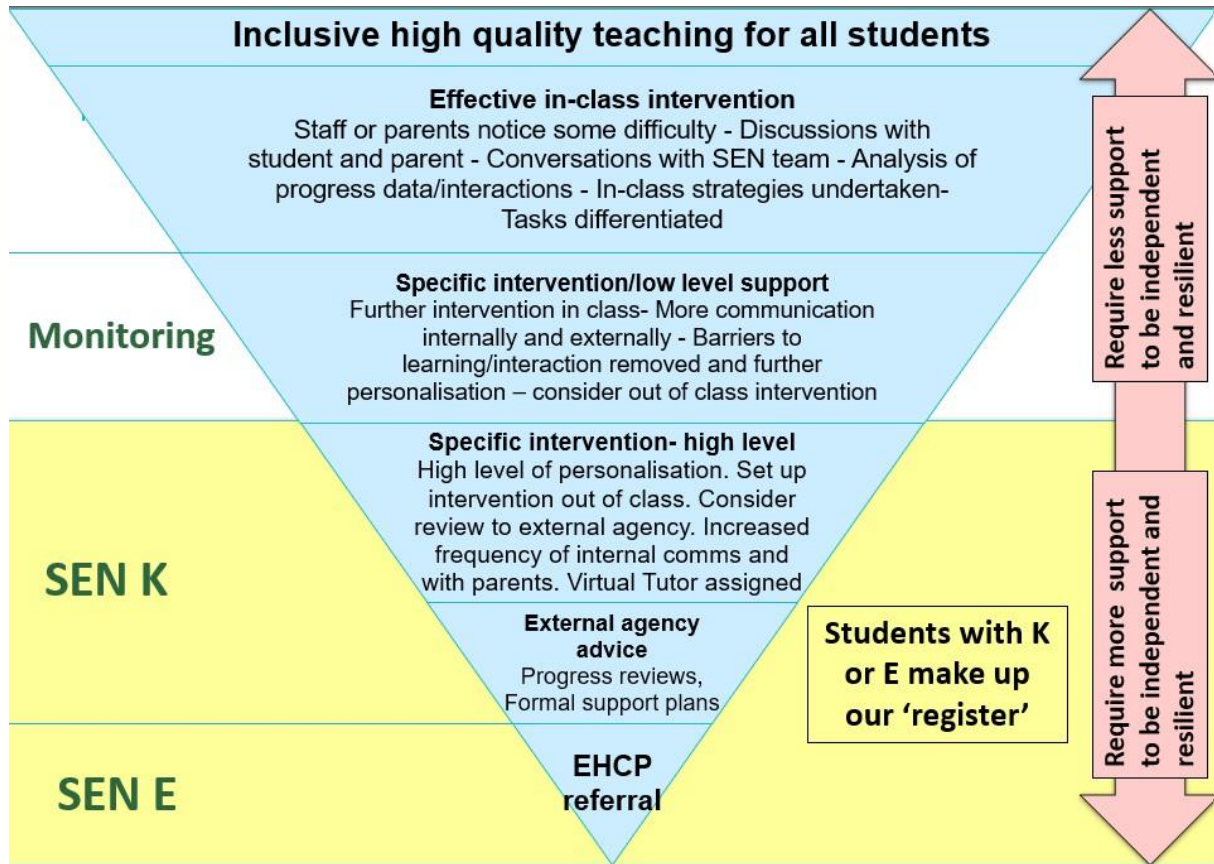 Inclusive high quality teaching for all students
Effective in-class intervention
Staff or parents notice some difficulty - Discussions with
student and parent - Conversations with SEN team - Analysis of
progress data/interactions - In-class strategies undertaken-
Tasks differentiated
Monitoring
Specific intervention/low level support
Further intervention in class- More communication
internally and externally - Barriers to
learning/interaction removed and further
personalisation – consider out of class intervention
SEN K
Specific intervention- high level
High level of personalisation. Set up
intervention out of class. Consider
review to external agency. Increased
frequency of internal comms and
with parents. Virtual Tutor assigned
External agency
advice
Progress reviews,
Formal support plans
SEN E
EHCP
referral
Students with K
or E make up
our ‘register’
Require less support
to be independent
and resilient
Require more support
to be independent and
resilient